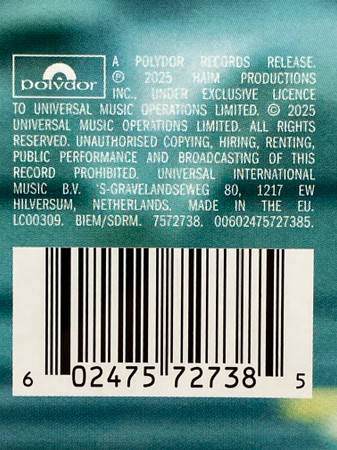 polydor
A POLYDOR RECORDS RELEASE.
℗ 2025 HAIM PRODUCTIONS
INC., UNDER EXCLUSIVE LICENCE
TO UNIVERSAL MUSIC OPERATIONS LIMITED. © 2025
UNIVERSAL MUSIC OPERATIONS LIMITED. ALL RIGHTS
RESERVED. UNAUTHORISED COPYING, HIRING, RENTING,
PUBLIC PERFORMANCE AND BROADCASTING OF THIS
RECORD PROHIBITED. UNIVERSAL INTERNATIONAL
MUSIC B.V. 'S-GRAVELANDSEWEG 80, 1217 EW
HILVERSUM, NETHERLANDS. MADE IN THE EU.
LC00309. BIEM/SDRM. 7572738. 00602475727385.
6 02475 72738 5